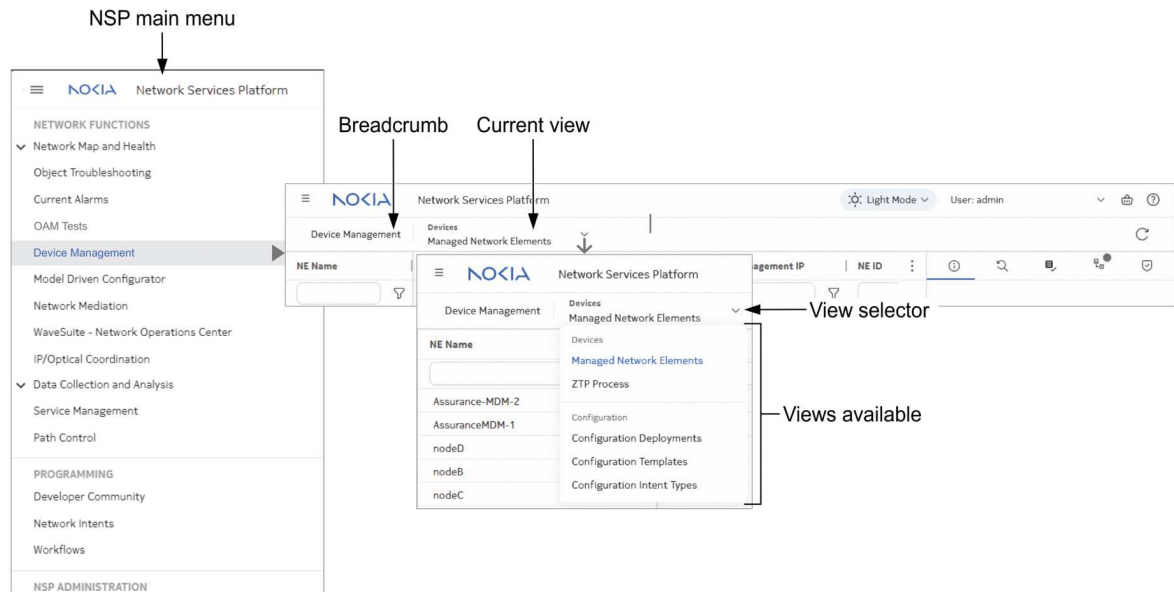 NSP main menu
NOKIA Network Services Platform
NETWORK FUNCTIONS
Network Map and Health
Object Troubleshooting
Current Alarms
OAM Tests
Device Management
Model Driven Configurator
Network Mediation
WaveSuite - Network Operations Center
IP/Optical Coordination
Data Collection and Analysis
Service Management
Path Control
PROGRAMMING
Developer Community
Network Intents
Workflows
NSP ADMINISTRATION
Breadcrumb Current view
NOKIA Network Services Platform Light Mode User: admin
Device Management Devices
Managed Network Elements
NE Name agement IP NE ID
NOKIA Network Services Platform
Device Management Devices
Managed Network Elements
View selector
NE Name
Devices
Managed Network Elements
ZTP Process
Configuration
Configuration Deployments
Configuration Templates
Configuration Intent Types
Assurance-MDM-2
AssuranceMDM-1
nodeD
nodeB
nodeC
Views available